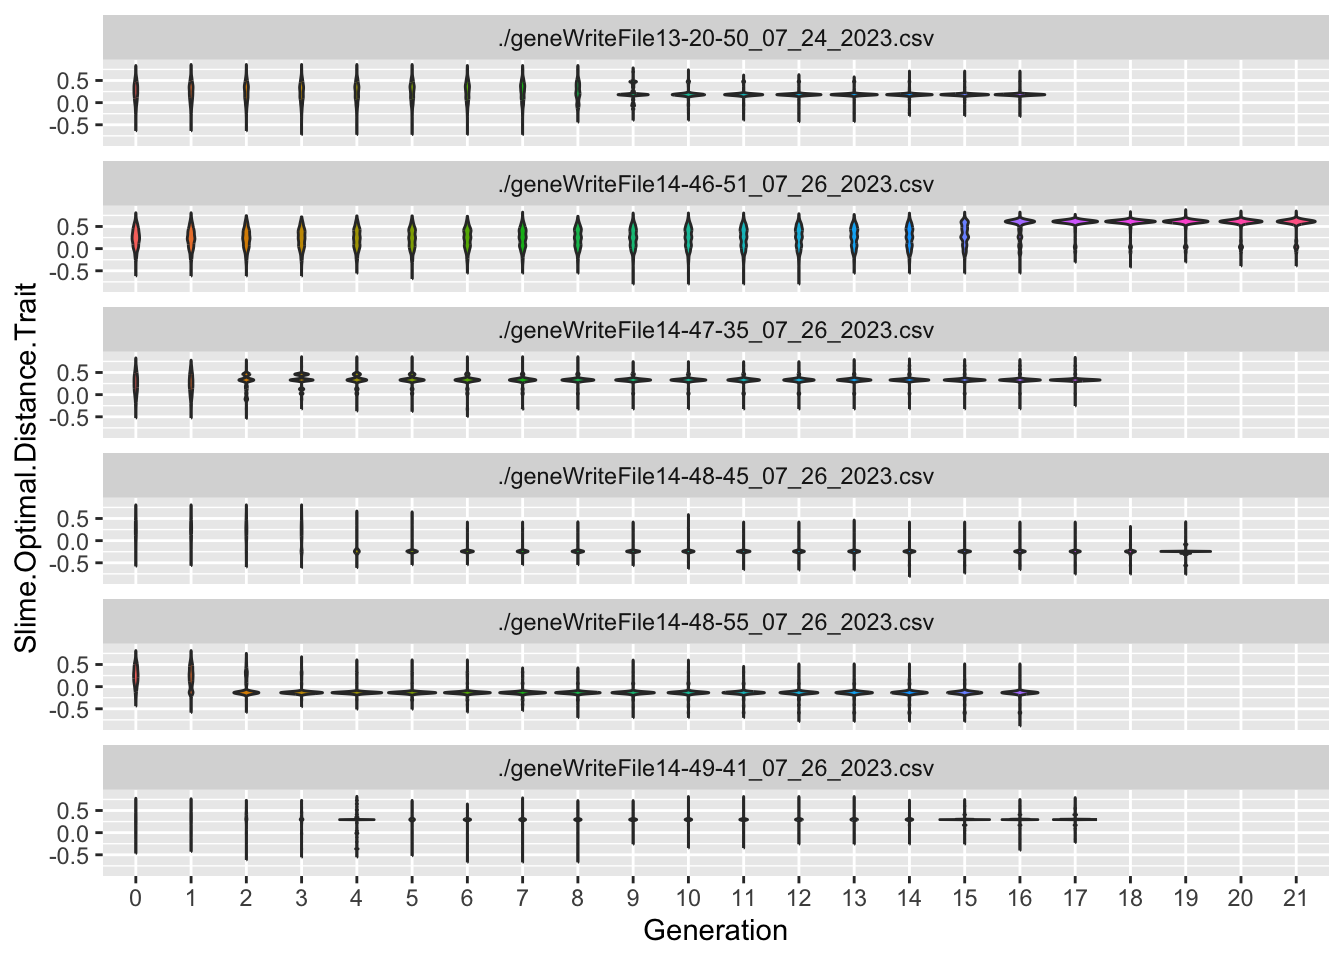 ./geneWriteFile13-20-50_07_24_2023.csv
0.5
0.0
-0.5
./geneWriteFile14-46-51_07_26_2023.csv
0.5
0.0
-0.5
./geneWriteFile14-47-35_07_26_2023.csv
0.5
0.0
-0.5
./geneWriteFile14-48-45_07_26_2023.csv
0.5
0.0
-0.5
./geneWriteFile14-48-55_07_26_2023.csv
0.5
0.0
-0.5
./geneWriteFile14-49-41_07_26_2023.csv
0.5
0.0
-0.5
Slime.Optimal.Distance.Trait
0 1 2 3 4 5 6 7 8 9 10 11 12 13 14 15 16 17 18 19 20 21
Generation